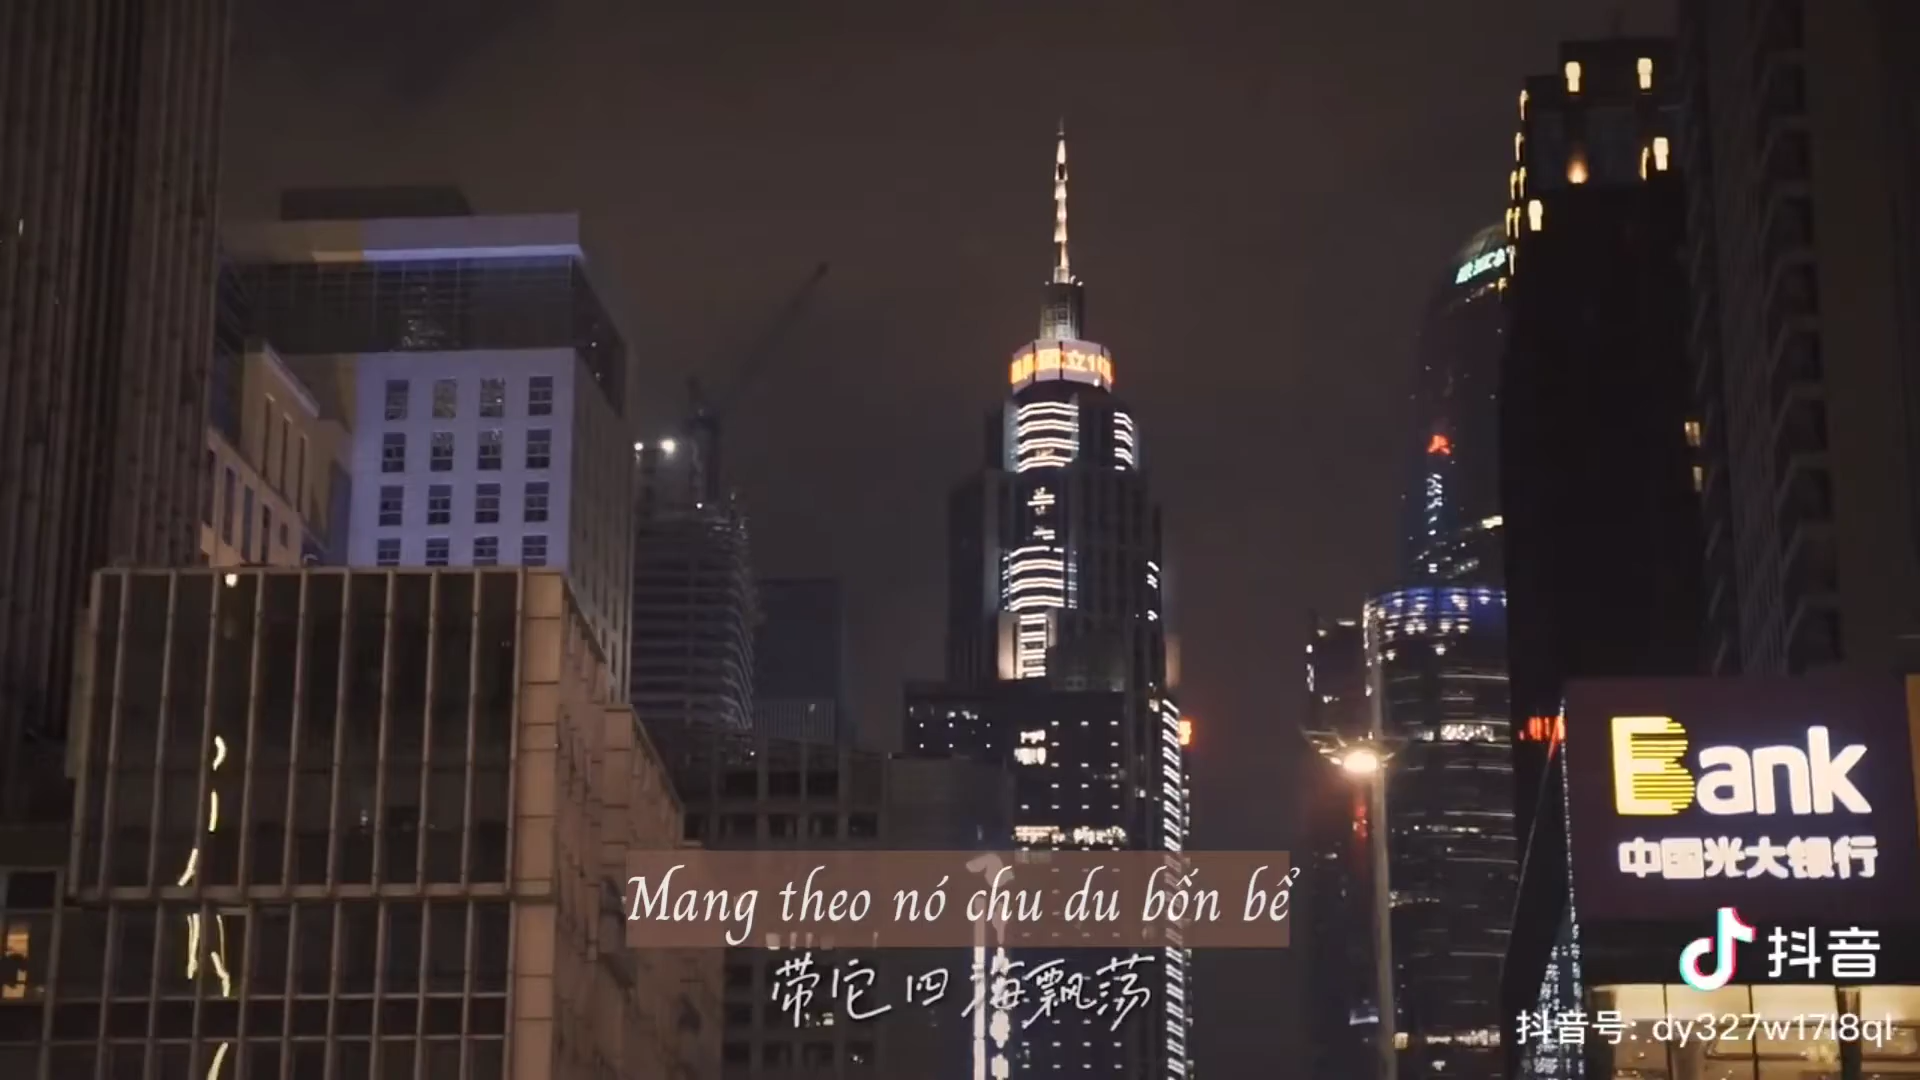 Bank
中国光大银行
Mang theo nó chu du bốn bể
带它四海飘荡
抖音
抖音号: dy327w17l8ql